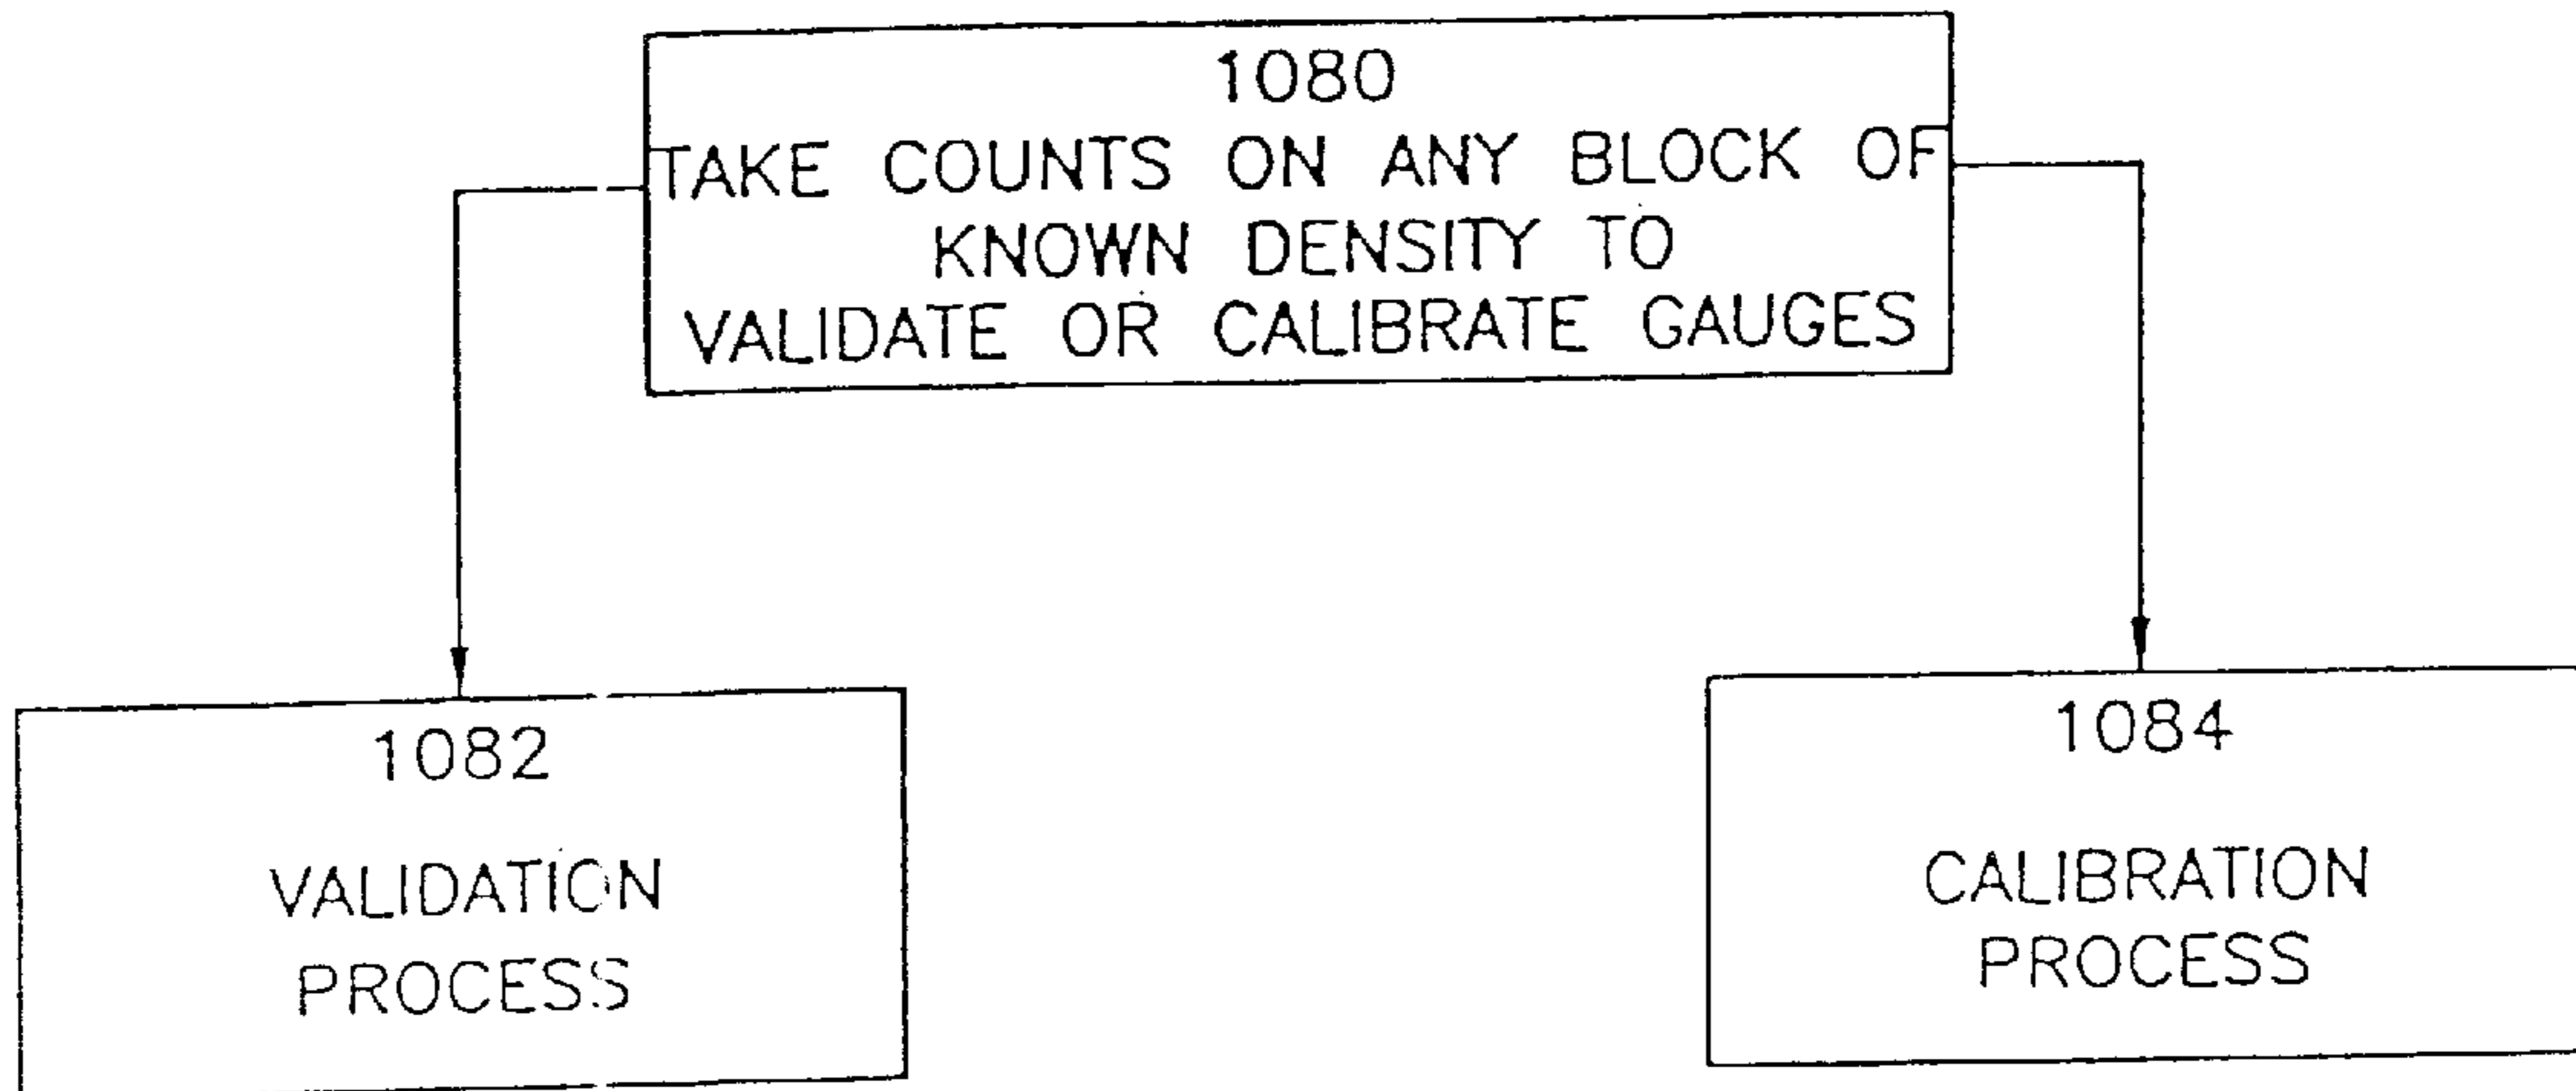 1080
TAKE COUNTS ON ANY BLOCK OF
KNOWN DENSITY TO
VALIDATE OR CALIBRATE GAUGES
1082
VALIDATION
PROCESS
1084
CALIBRATION
PROCESS